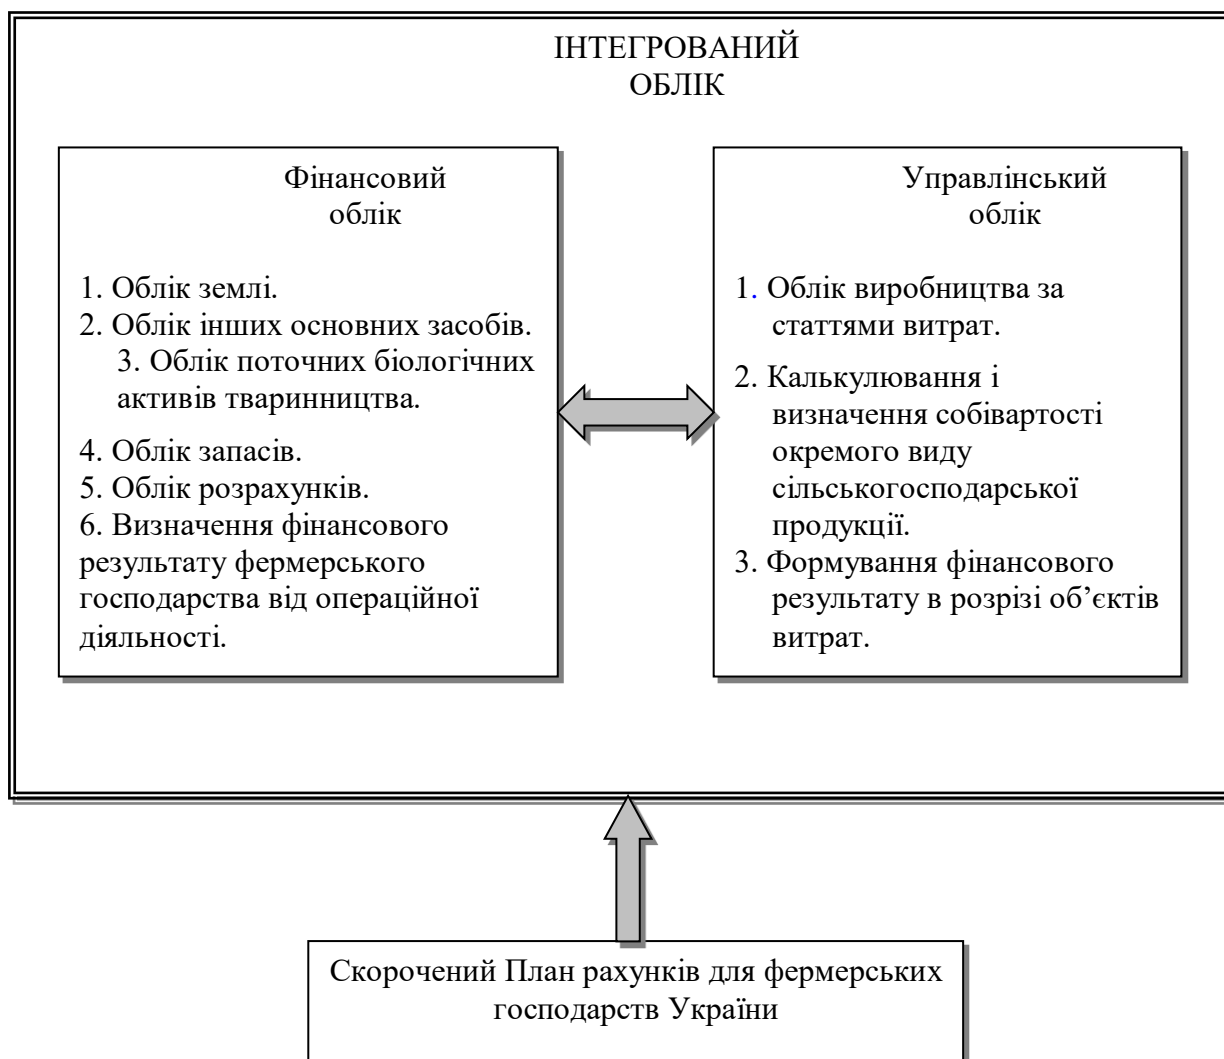 ІНТЕГРОВАНИЙ
ОБЛІК
Фінансовий
облік
1. Облік землі.
2. Облік інших основних засобів.
3. Облік поточних біологічних
активів тваринництва.
4. Облік запасів.
5. Облік розрахунків.
6. Визначення фінансового
результату фермерського
господарства від операційної
діяльності.
Управлінський
облік
1. Облік виробництва за
статтями витрат.
2. Калькулювання і
визначення собівартості
окремого виду
сільськогосподарської
продукції.
3. Формування фінансового
результату в розрізі об’єктів
витрат.
Скорочений План рахунків для фермерських
господарств України